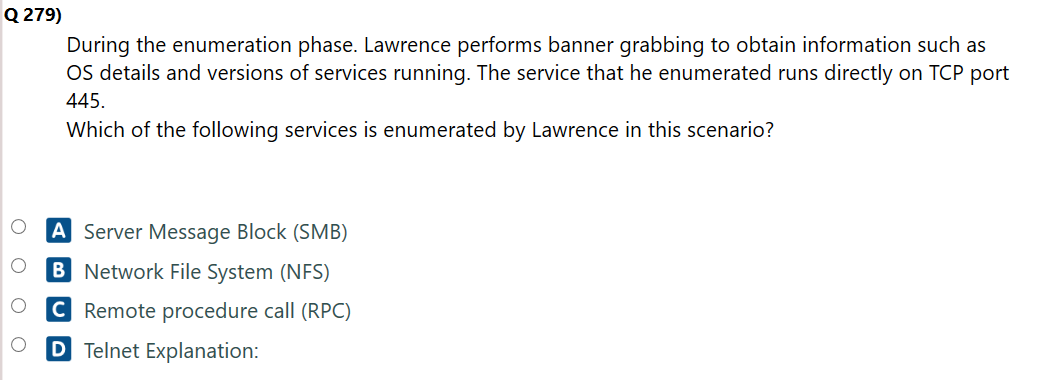 Q 279)
During the enumeration phase. Lawrence performs banner grabbing to obtain information such as
OS details and versions of services running. The service that he enumerated runs directly on TCP port
445.
Which of the following services is enumerated by Lawrence in this scenario?
A Server Message Block (SMB)
B Network File System (NFS)
C Remote procedure call (RPC)
D Telnet Explanation: